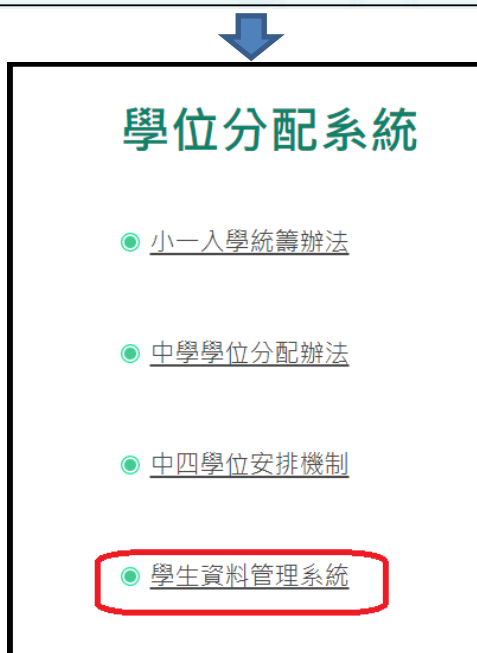 學位分配系統
小一入學統籌辦法
中學學位分配辦法
中四學位安排機制
學生資料管理系統